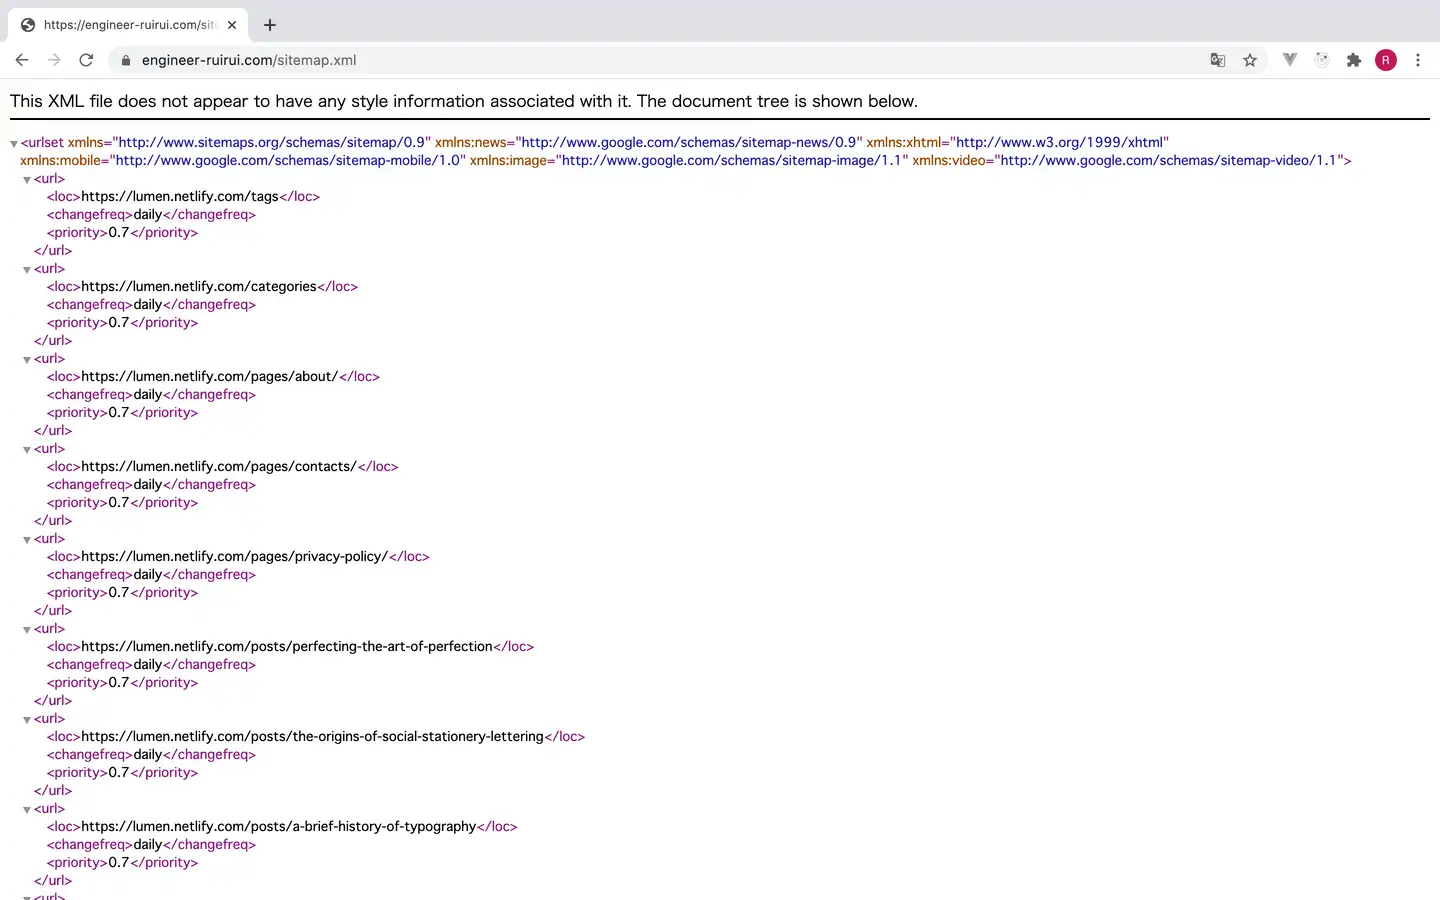 https://engineer-ruirui.com/sit
engineer-ruirui.com/sitemap.xml
R
This XML file does not appear to have any style information associated with it. The document tree is shown below.
<urlset xmlns="http://www.sitemaps.org/schemas/sitemap/0.9" xmlns:news="http://www.google.com/schemas/sitemap-news/0.9" xmlns:xhtml="http://www.w3.org/1999/xhtml"
xmlns:mobile="http://www.google.com/schemas/sitemap-mobile/1.0" xmlns:image="http://www.google.com/schemas/sitemap-image/1.1" xmlns:video="http://www.google.com/schemas/sitemap-video/1.1">
<url>
<loc>https://lumen.netlify.com/tags</loc>
<changefreq>daily</changefreq>
<priority>0.7</priority>
</url>
<url>
<loc>https://lumen.netlify.com/categories</loc>
<changefreq>daily</changefreq>
<priority>0.7</priority>
</url>
<url>
<loc>https://lumen.netlify.com/pages/about/</loc>
<changefreq>daily</changefreq>
<priority>0.7</priority>
</url>
<url>
<loc>https://lumen.netlify.com/pages/contacts/</loc>
<changefreq>daily</changefreq>
<priority>0.7</priority>
</url>
<url>
<loc>https://lumen.netlify.com/pages/privacy-policy/</loc>
<changefreq>daily</changefreq>
<priority>0.7</priority>
</url>
<url>
<loc>https://lumen.netlify.com/posts/perfecting-the-art-of-perfection</loc>
<changefreq>daily</changefreq>
<priority>0.7</priority>
</url>
<url>
<loc>https://lumen.netlify.com/posts/the-origins-of-social-stationery-lettering</loc>
<changefreq>daily</changefreq>
<priority>0.7</priority>
</url>
<url>
<loc>https://lumen.netlify.com/posts/a-brief-history-of-typography</loc>
<changefreq>daily</changefreq>
<priority>0.7</priority>
</url>
<url>